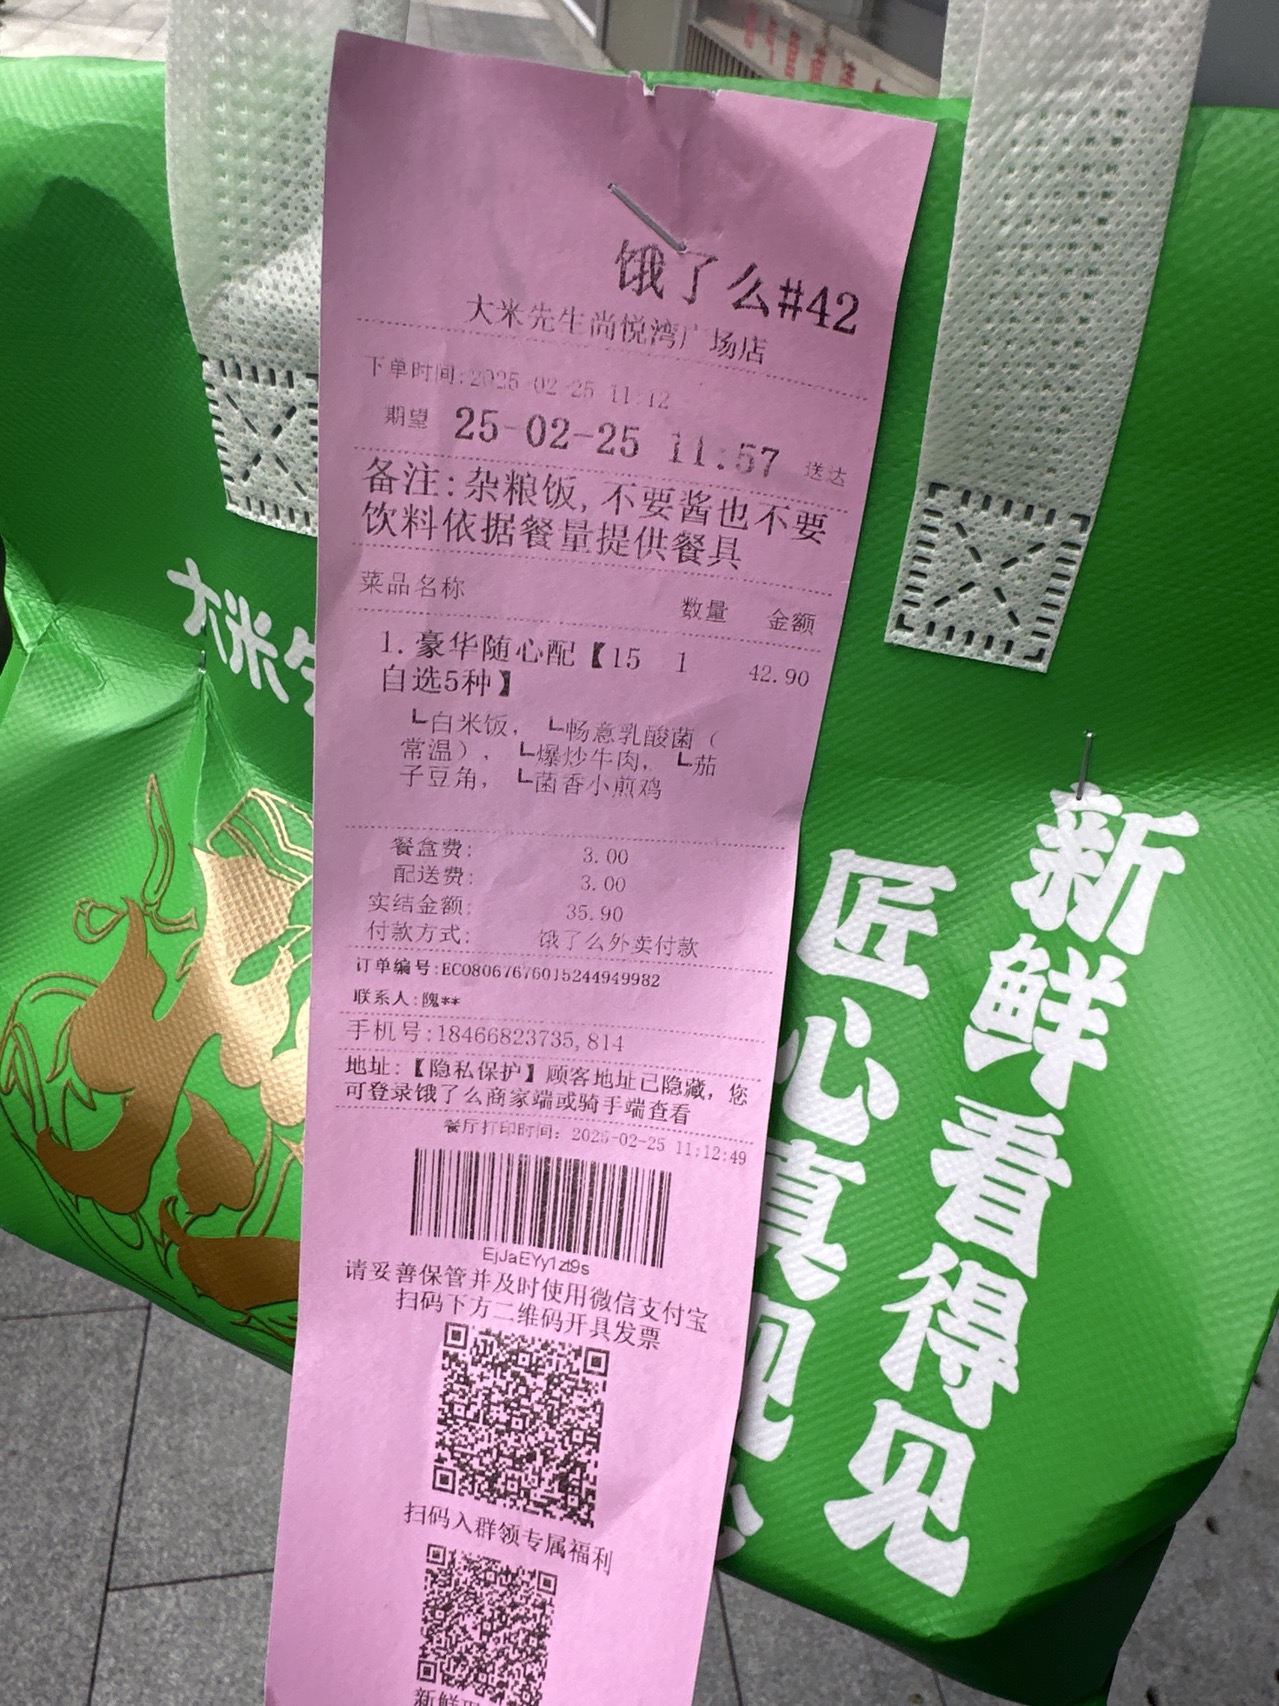 饿了么#42
大米先生尚悦湾广场店
下单时间:2025-02-25 11:12
期望 25-02-25 11:57 送达
备注:杂粮饭,不要酱也不要
饮料依据餐量提供餐具
菜品名称 数量 金额
1.豪华随心配【15 1 42.90
自选5种】
┗白米饭, ┗畅意乳酸菌(
常温), ┗爆炒牛肉, ┗茄
子豆角, ┗菌香小煎鸡
餐盒费: 3.00
配送费: 3.00
实结金额: 35.90
付款方式: 饿了么外卖付款
订单编号:EC0806767601524494 9982
联系人:隗**
手机号:18466823735,814
地址:【隐私保护】顾客地址已隐藏,您
可登录饿了么商家端或骑手端查看
餐厅打印时间: 2025-02-25 11:12:49
EjJaEYy1zt9s
请妥善保管并及时使用微信支付宝
扫码下方二维码开具发票
扫码入群领专属福利
大米
新鲜看得见
匠心真现